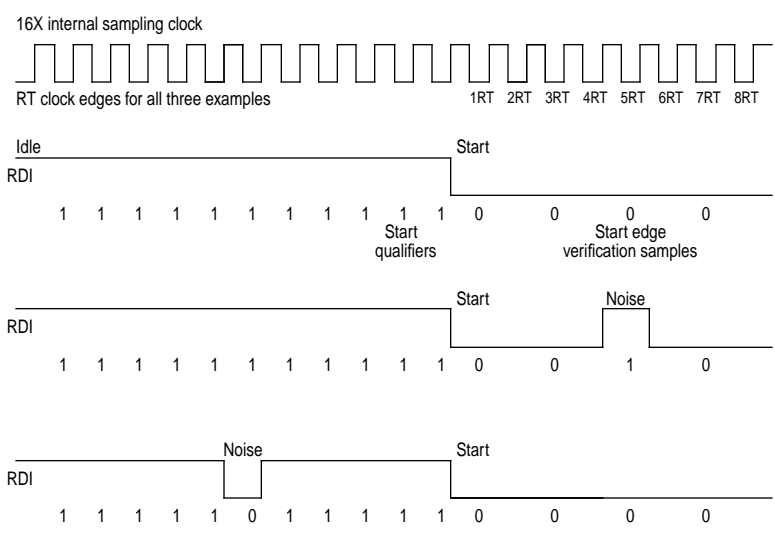 16X internal sampling clock
RT clock edges for all three examples 1RT 2RT 3RT 4RT 5RT 6RT 7RT 8RT
Idle Start
RDI
1 1 1 1 1 1 1 1 1 1 1 0 0 0 0
Start qualifiers
Start edge verification samples
Start Noise
RDI
1 1 1 1 1 1 1 1 1 1 1 0 0 1 0
Noise Start
RDI
1 1 1 1 1 0 1 1 1 1 1 0 0 0 0